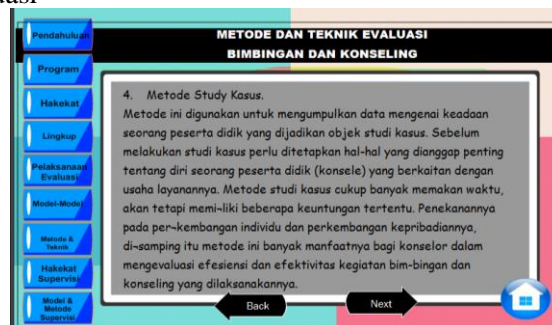 uasi
METODE DAN TEKNIK EVALUASI
BIMBINGAN DAN KONSELING
Pendahuluan
Program
Hakekat
Lingkup
Pelaksanaan
Evaluasi
Model-Model
Metode &
Teknik
Hakekat
Supervisi
Model &
Metode
Supervisi
4. Metode Study Kasus.
Metode ini digunakan untuk mengumpulkan data mengenai keadaan
seorang peserta didik yang dijadikan objek studi kasus. Sebelum
melakukan studi kasus perlu ditetapkan hal-hal yang dianggap penting
tentang diri seorang peserta didik (konsele) yang berkaitan dengan
usaha layanannya. Metode studi kasus cukup banyak memakan waktu,
akan tetapi memi¬liki beberapa keuntungan tertentu. Penekanannya
pada per¬kembangan individu dan perkembangan kepribadiannya,
di¬samping itu metode ini banyak manfaatnya bagi konselor dalam
mengevaluasi efesiensi dan efektivitas kegiatan bim¬bingan dan
konseling yang dilaksanakannya.
Back
Next